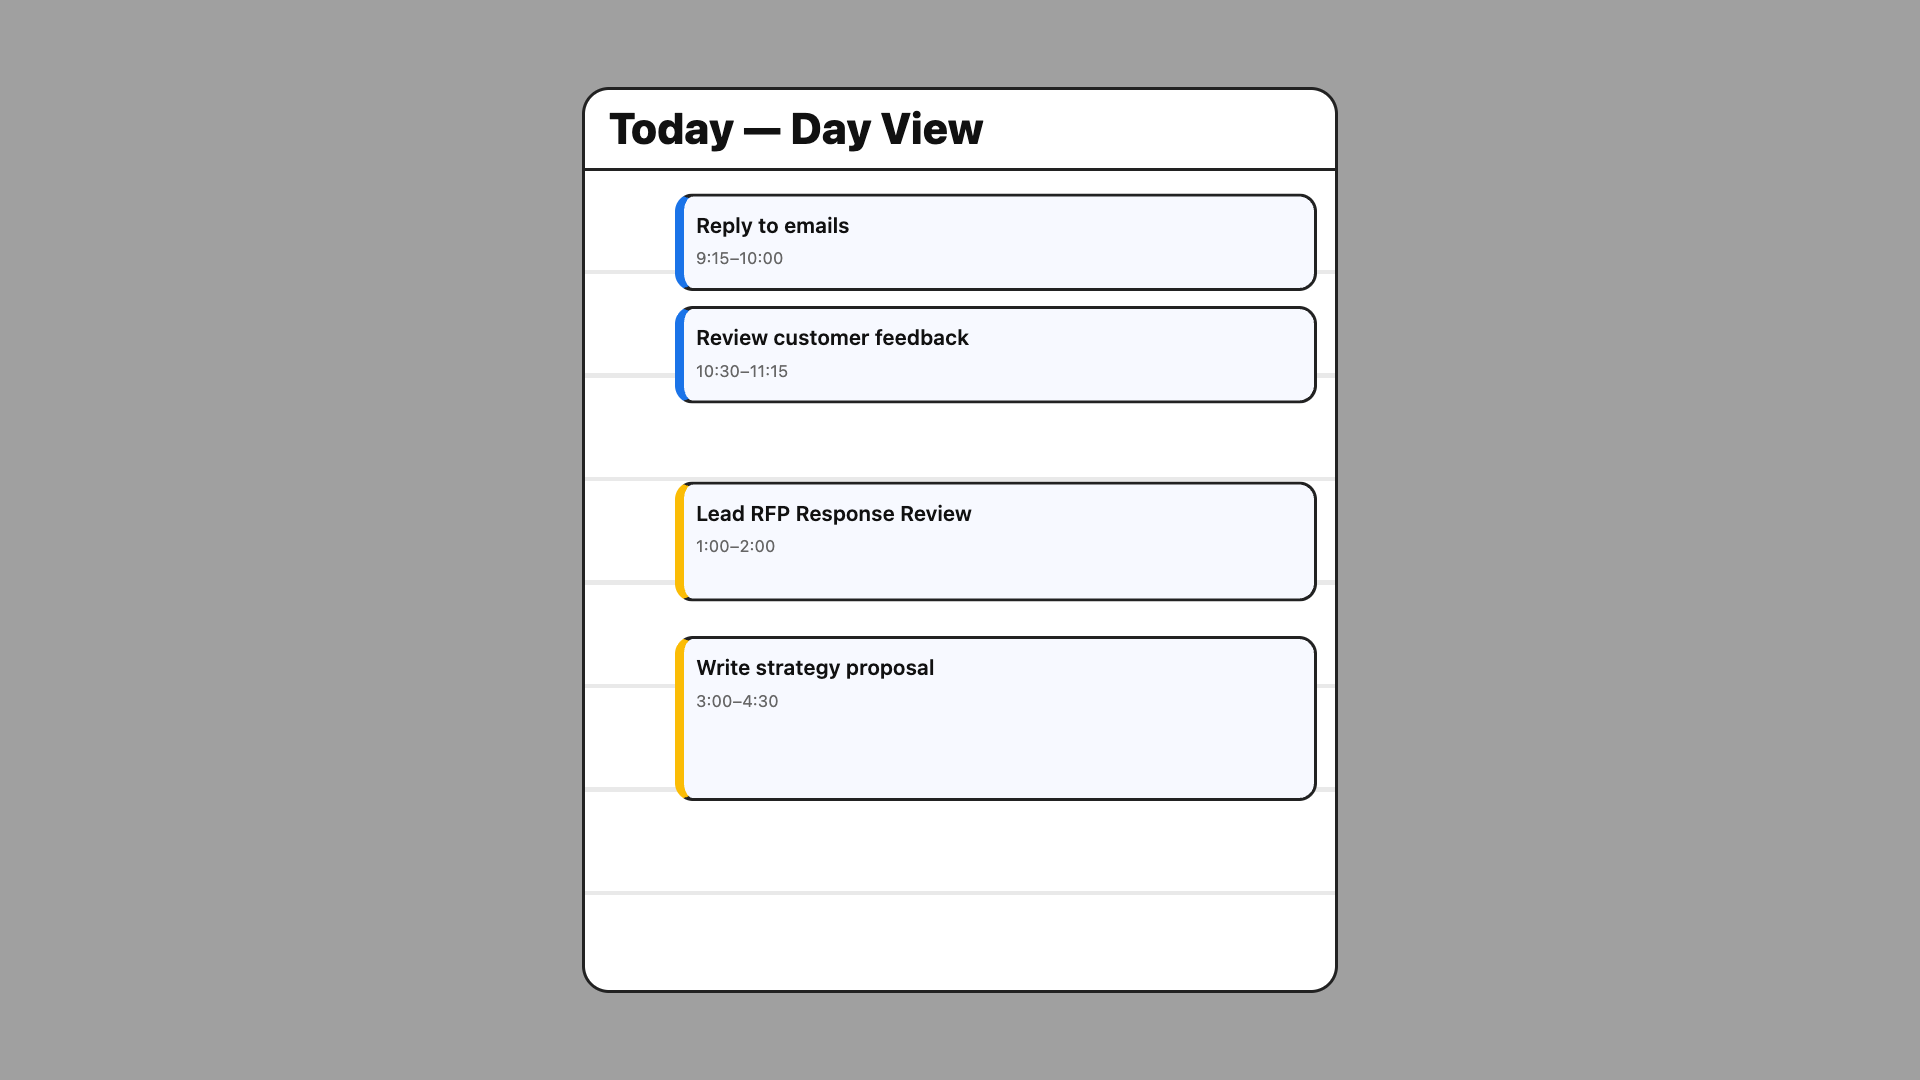 Today — Day View
Reply to emails
9:15–10:00
Review customer feedback
10:30–11:15
Lead RFP Response Review
1:00–2:00
Write strategy proposal
3:00–4:30